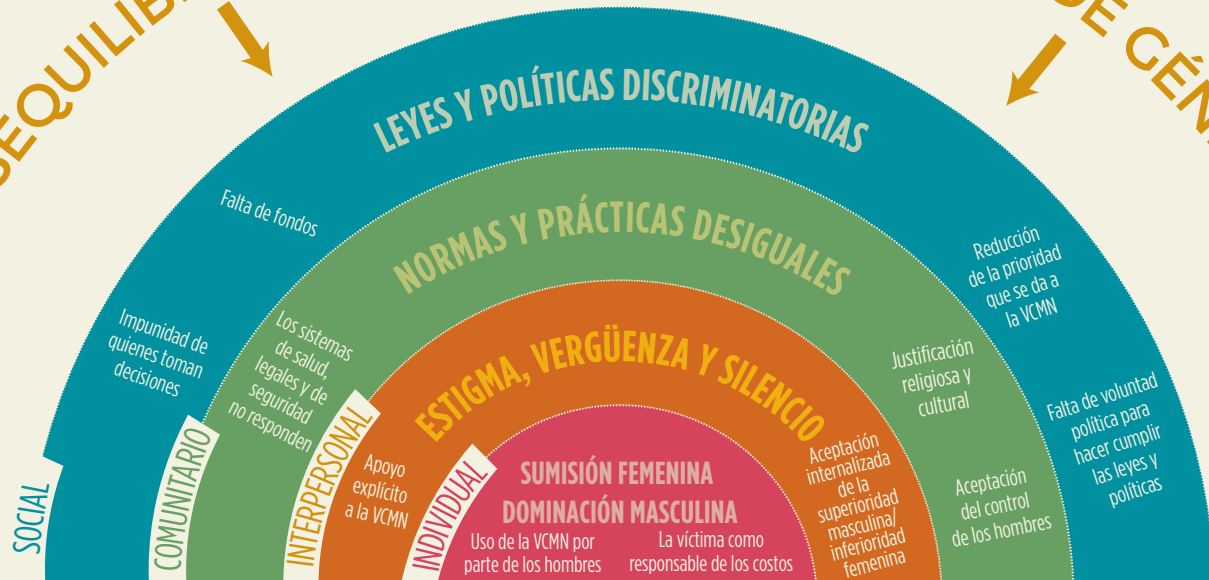 SEQUILIB
DE GÉN
LEYES Y POLÍTICAS DISCRIMINATORIAS
Falta de fondos
Impunidad de
quienes toman
decisiones
Reducción
de la prioridad
que se da a
la VCMN
Falta de voluntad
política para
hacer cumplir
las leyes y
políticas
SOCIAL
NORMAS Y PRÁCTICAS DESIGUALES
Los sistemas
de salud,
legales y de
seguridad
no responden
Justificación
religiosa y
cultural
Aceptación
del control
de los hombres
COMUNITARIO
ESTIGMA, VERGÜENZA Y SILENCIO
Apoyo
explícito
a la VCMN
Aceptación
internalizada
de la
superioridad
masculina/
inferioridad
femenina
INTERPERSONAL
SUMISIÓN FEMENINA
DOMINACIÓN MASCULINA
Uso de la VCMN por
parte de los hombres
La víctima como
responsable de los costos
INDIVIDUAL